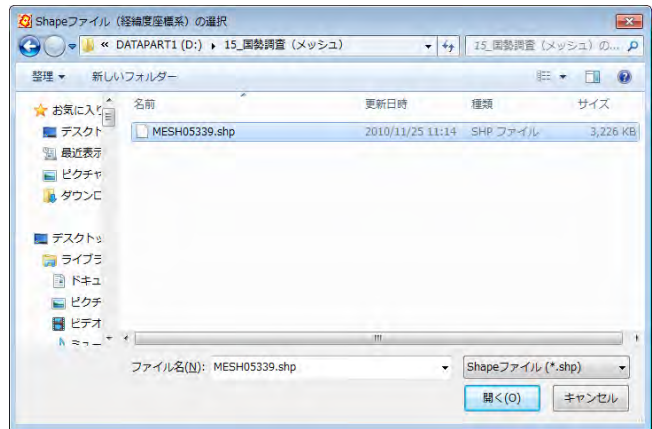 Shapeファイル（経緯度座標系）の選択
« DATAPART1 (D:) ▸ 15_国勢調査（メッシュ）
15_国勢調査（メッシュ）の...
整理 ▼ 新しいフォルダー
名前 更新日時 種類 サイズ
MESH05339.shp 2010/11/25 11:14 SHP ファイル 3,226 KB
お気に入り
デスクト
最近表示
ピクチャ
ダウンロ
デスクトッ
ライブラ
ドキュ
ピクチ
ビデオ
ミュー
ファイル名(N): MESH05339.shp
Shapeファイル (*.shp)
開く(O) キャンセル